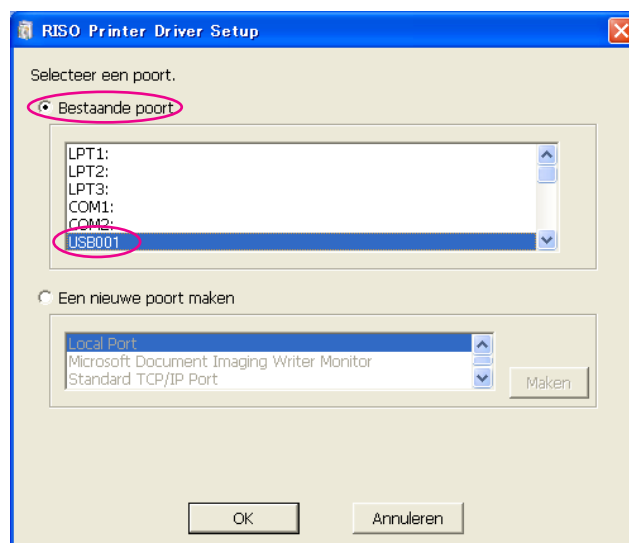 RISO Printer Driver Setup
Selecteer een poort.
Bestaande poort
LPT1:
LPT2:
LPT3:
COM1:
COM2:
USB001
Een nieuwe poort maken
Local Port
Microsoft Document Imaging Writer Monitor
Standard TCP/IP Port
Maken
OK
Annuleren